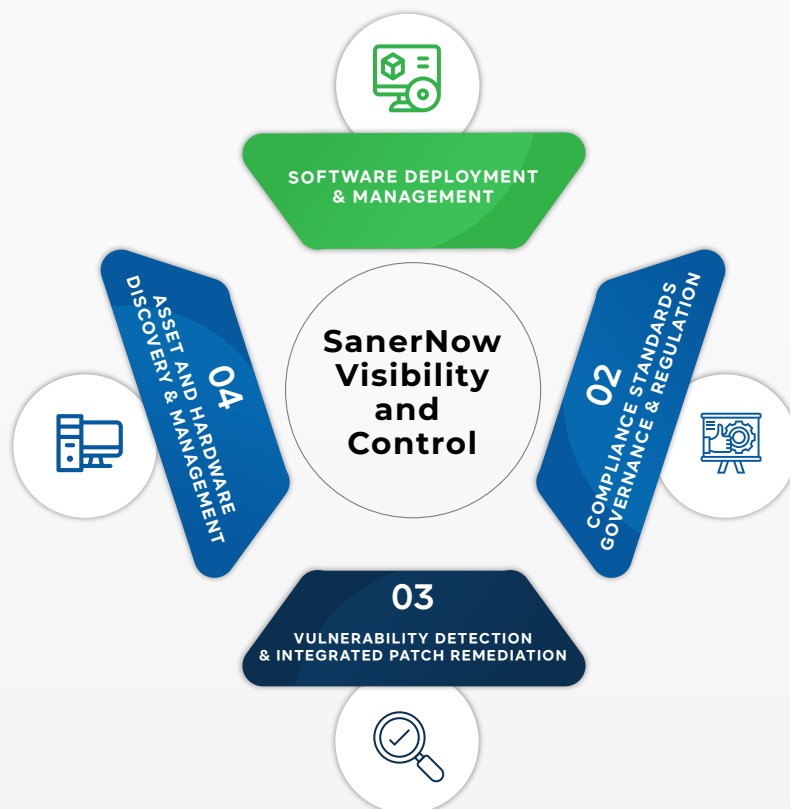 SOFTWARE DEPLOYMENT
& MANAGEMENT
SanerNow
Visibility
and
Control
02
COMPLIANCE STANDARDS
GOVERNANCE & REGULATION
03
VULNERABILITY DETECTION
& INTEGRATED PATCH REMEDIATION
04
ASSET AND HARDWARE
DISCOVERY & MANAGEMENT